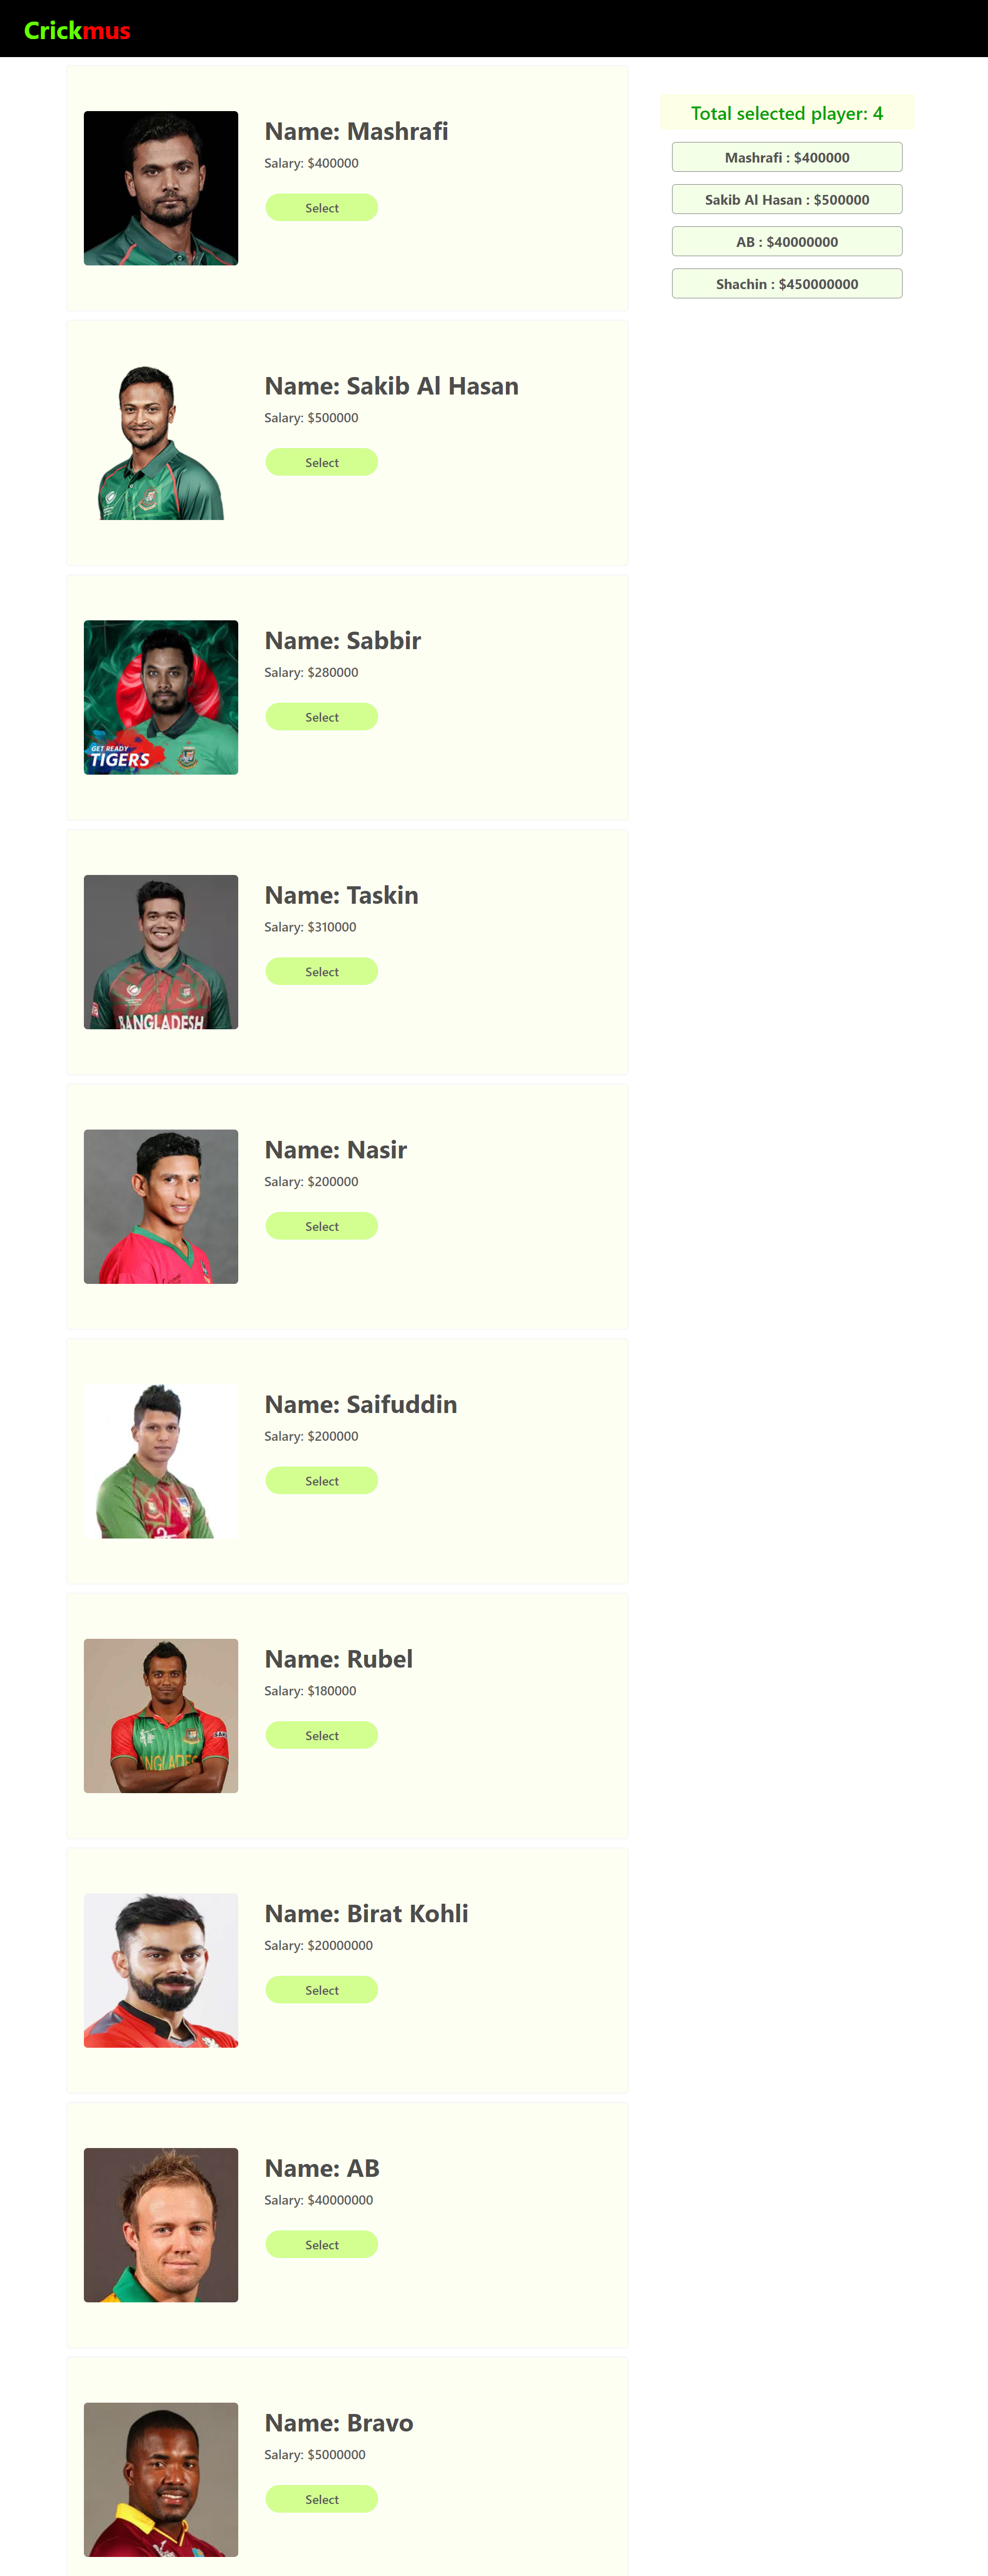 Crickmus
Name: Mashrafi
Salary: $400000
Select
Name: Sakib Al Hasan
Salary: $500000
Select
GET READY
TIGERS
Name: Sabbir
Salary: $280000
Select
BANGLADESH
Name: Taskin
Salary: $310000
Select
Name: Nasir
Salary: $200000
Select
Name: Saifuddin
Salary: $200000
Select
NGLADES
Name: Rubel
Salary: $180000
Select
Name: Birat Kohli
Salary: $20000000
Select
Name: AB
Salary: $40000000
Select
Name: Bravo
Salary: $5000000
Select
Total selected player: 4
Mashrafi : $400000
Sakib Al Hasan : $500000
AB : $40000000
Shachin : $450000000